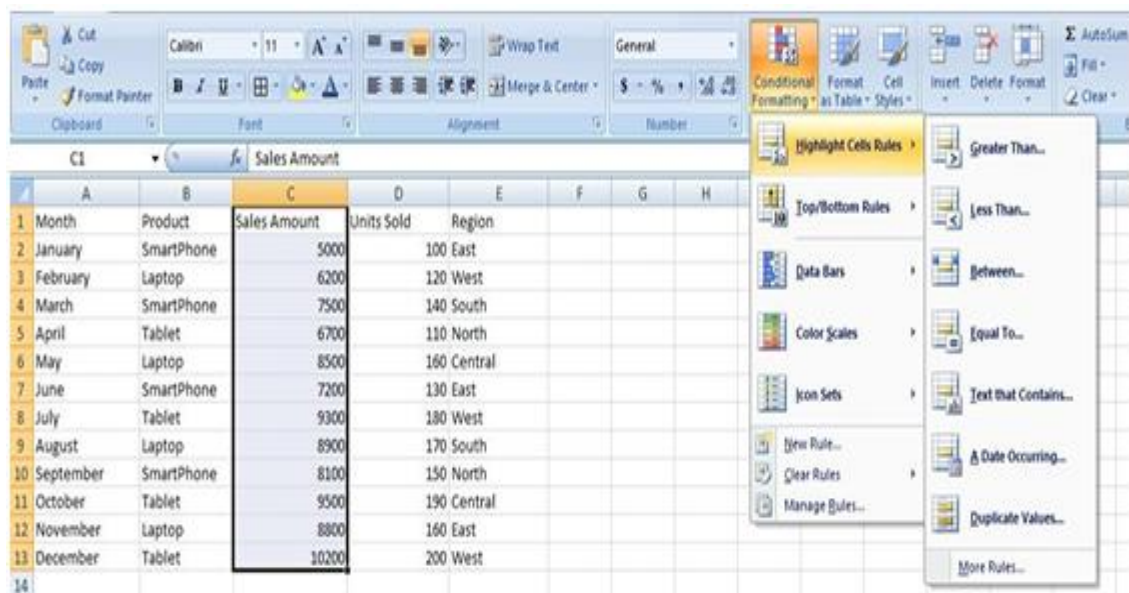 Cut
Copy
Format Painter
Paste
Clipboard
Calibri 11 A A
B I U A
Font
Wrap Text
Merge & Center
Alignment
General
$ % ,
Number
Conditional Formatting
Format as Table
Cell Styles
Insert Delete Format
Σ AutoSum
Fill
Clear
C1 fx Sales Amount
A B C D E F G H
1 Month Product Sales Amount Units Sold Region
2 January SmartPhone 5000 100 East
3 February Laptop 6200 120 West
4 March SmartPhone 7500 140 South
5 April Tablet 6700 110 North
6 May Laptop 8500 160 Central
7 June SmartPhone 7200 130 East
8 July Tablet 9300 180 West
9 August Laptop 8900 170 South
10 September SmartPhone 8100 150 North
11 October Tablet 9500 190 Central
12 November Laptop 8800 160 East
13 December Tablet 10200 200 West
14
Highlight Cells Rules
Top/Bottom Rules
Data Bars
Color Scales
Icon Sets
New Rule...
Clear Rules
Manage Rules...
Greater Than...
Less Than...
Between...
Equal To...
Text that Contains...
A Date Occurring...
Duplicate Values...
More Rules...